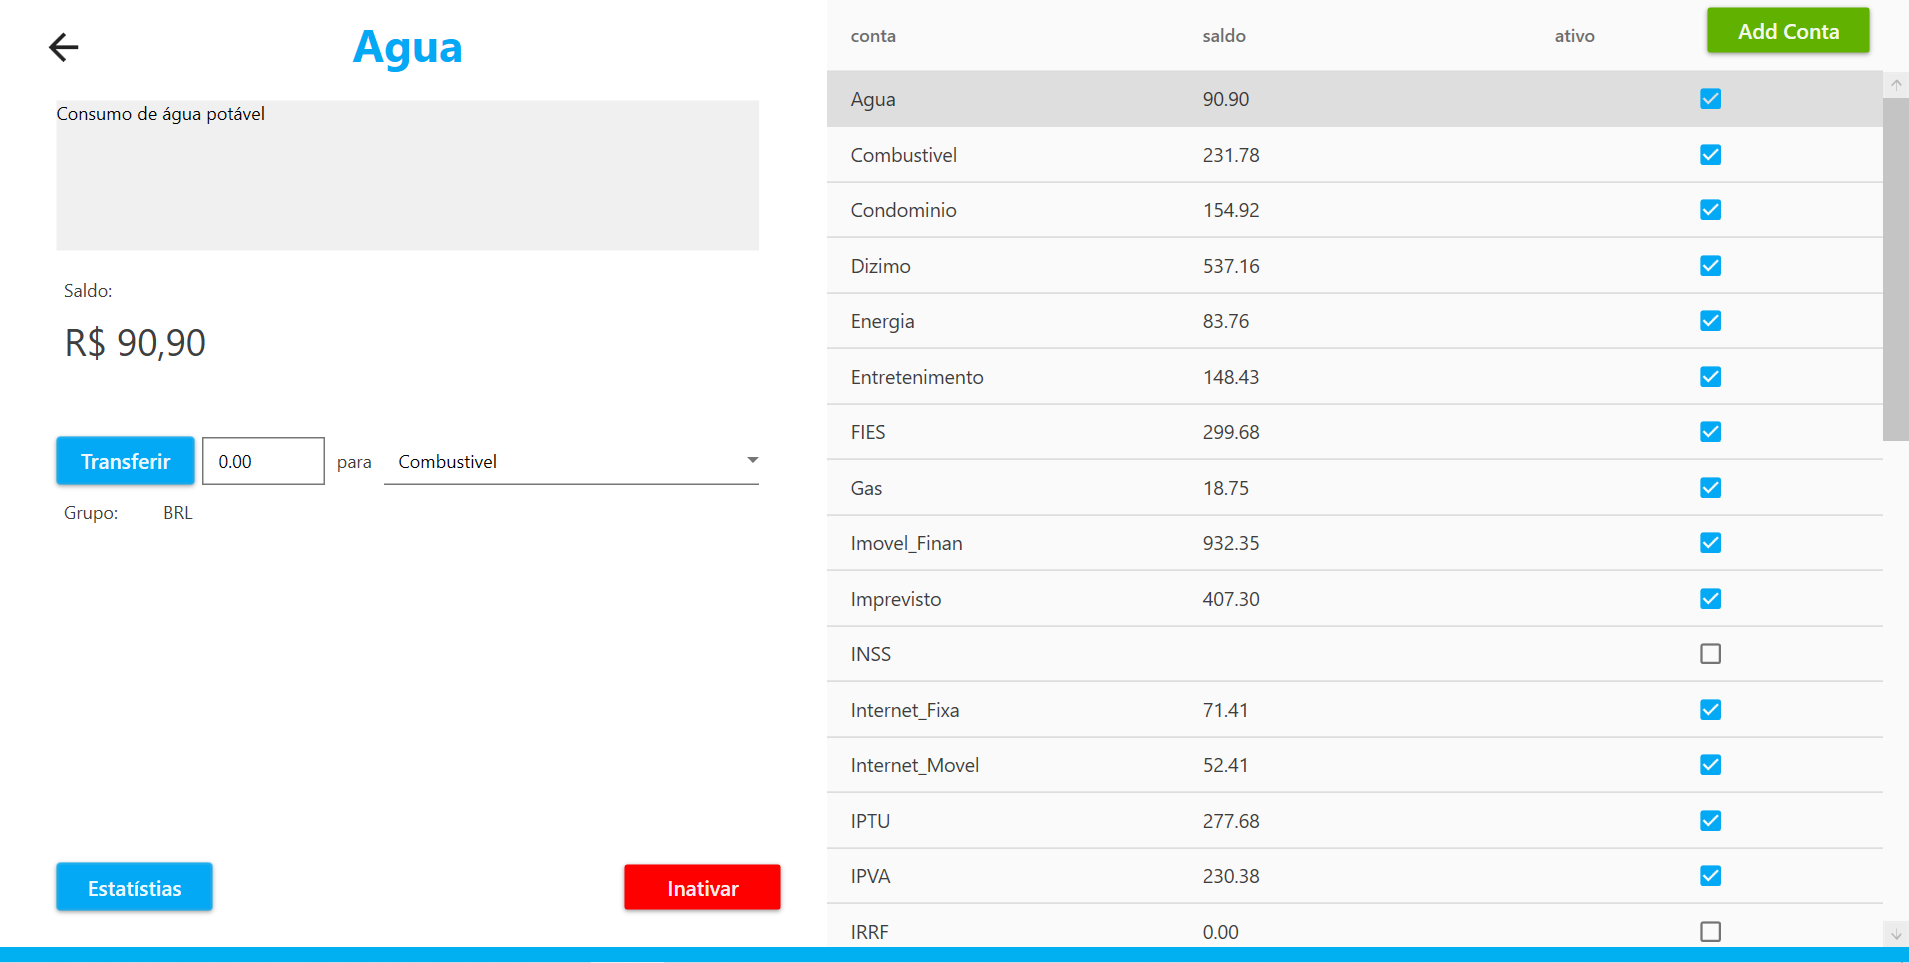 Agua
Consumo de água potável
Saldo:
R$ 90,90
Transferir 0.00 para Combustivel
Grupo: BRL
Estatístias Inativar
conta saldo ativo Add Conta
Agua 90.90
Combustivel 231.78
Condominio 154.92
Dizimo 537.16
Energia 83.76
Entretenimento 148.43
FIES 299.68
Gas 18.75
Imovel_Finan 932.35
Imprevisto 407.30
INSS
Internet_Fixa 71.41
Internet_Movel 52.41
IPTU 277.68
IPVA 230.38
IRRF 0.00